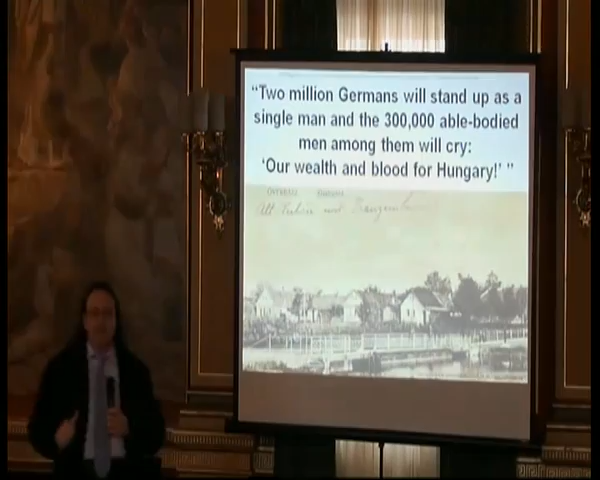 “Two million Germans will stand up as a
single man and the 300,000 able-bodied
men among them will cry:
‘Our wealth and blood for Hungary!’ ”